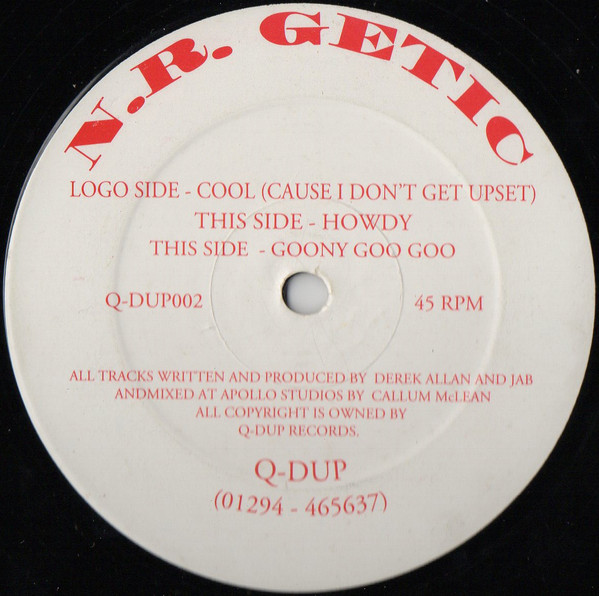 N.R. GETIC
LOGO SIDE - COOL (CAUSE I DON'T GET UPSET)
THIS SIDE - HOWDY
THIS SIDE - GOONY GOO GOO
Q-DUP002 45 RPM
ALL TRACKS WRITTEN AND PRODUCED BY DEREK ALLAN AND JAB
ANDMIXED AT APOLLO STUDIOS BY CALLUM McLEAN
ALL COPYRIGHT IS OWNED BY
Q-DUP RECORDS.
Q-DUP
(01294 - 465637)